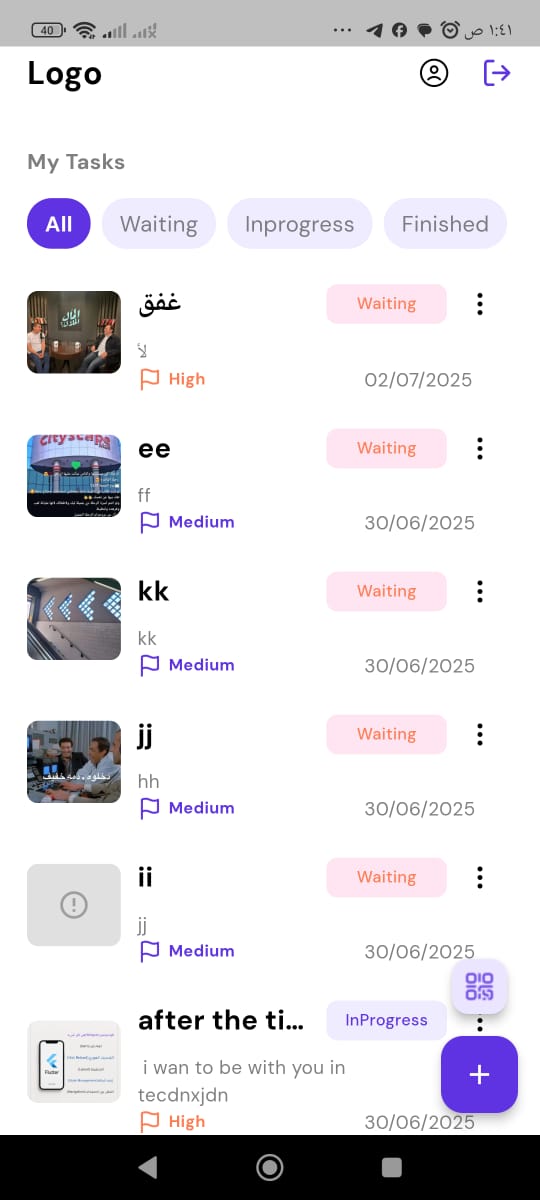 40
١:٤١ ص
Logo
My Tasks
All Waiting Inprogress Finished
غفق Waiting
لأ
High 02/07/2025
ee Waiting
ff
Medium 30/06/2025
kk Waiting
kk
Medium 30/06/2025
jj Waiting
hh
Medium 30/06/2025
ii Waiting
jj
Medium 30/06/2025
after the ti... InProgress
i wan to be with you in
tecdnxjdn
High 30/06/2025
Flutter